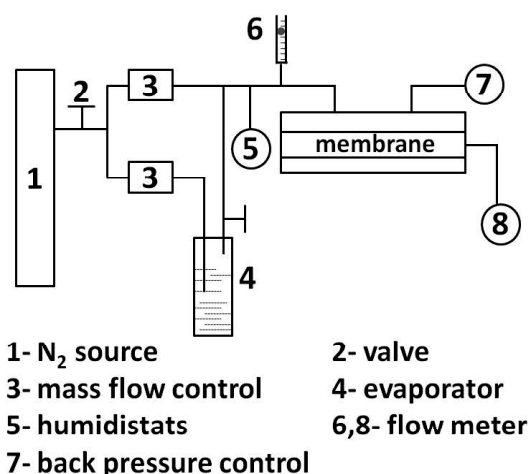 6
2
3
7
5
membrane
1
3
8
4
1- N₂ source
2- valve
3- mass flow control
4- evaporator
5- humidistats
6,8- flow meter
7- back pressure control